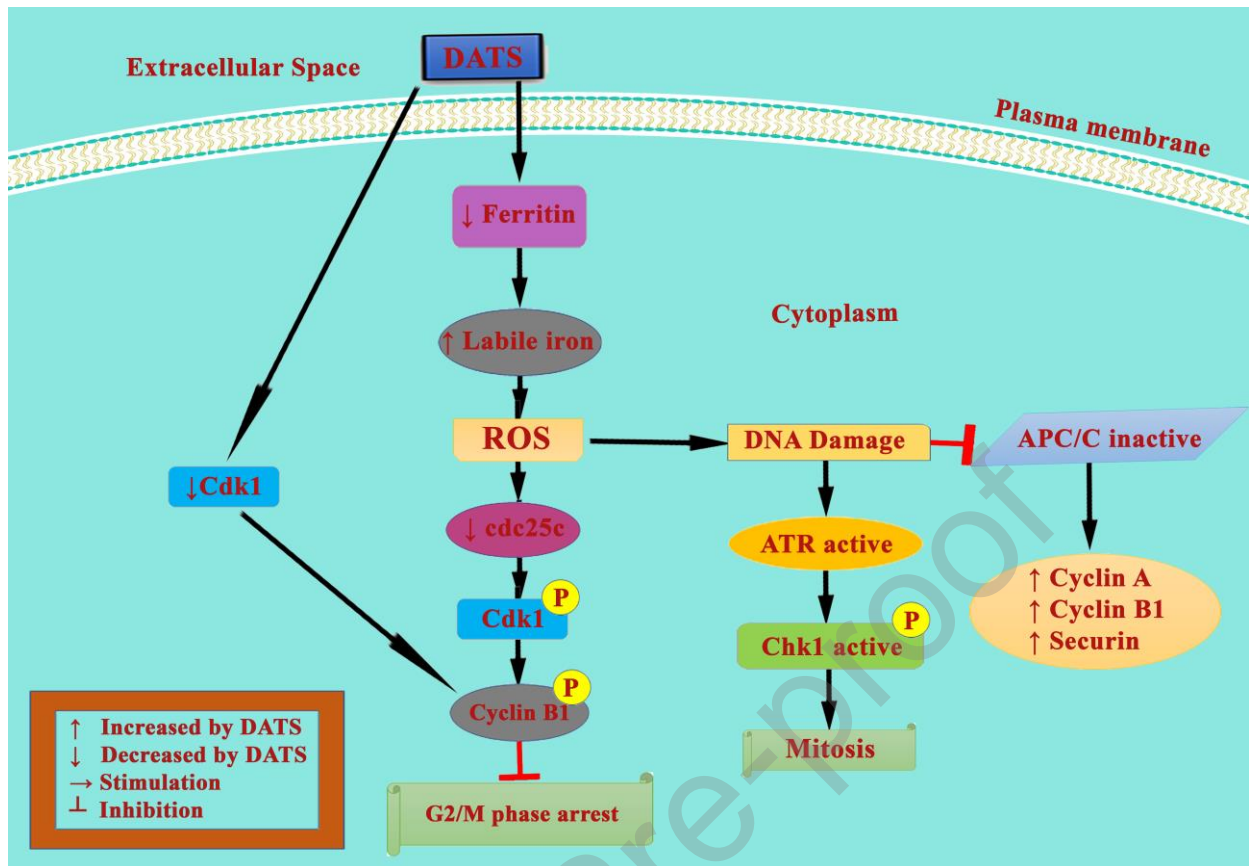 DATS
Extracellular Space
Plasma membrane
↓ Ferritin
↑ Labile iron
Cytoplasm
ROS
DNA Damage
APC/C inactive
↓Cdk1
↓ cdc25c
ATR active
↑ Cyclin A
↑ Cyclin B1
↑ Securin
Cdk1
P
Chk1 active
P
Cyclin B1
P
Mitosis
G2/M phase arrest
↑ Increased by DATS
↓ Decreased by DATS
→ Stimulation
┴ Inhibition
re-proof